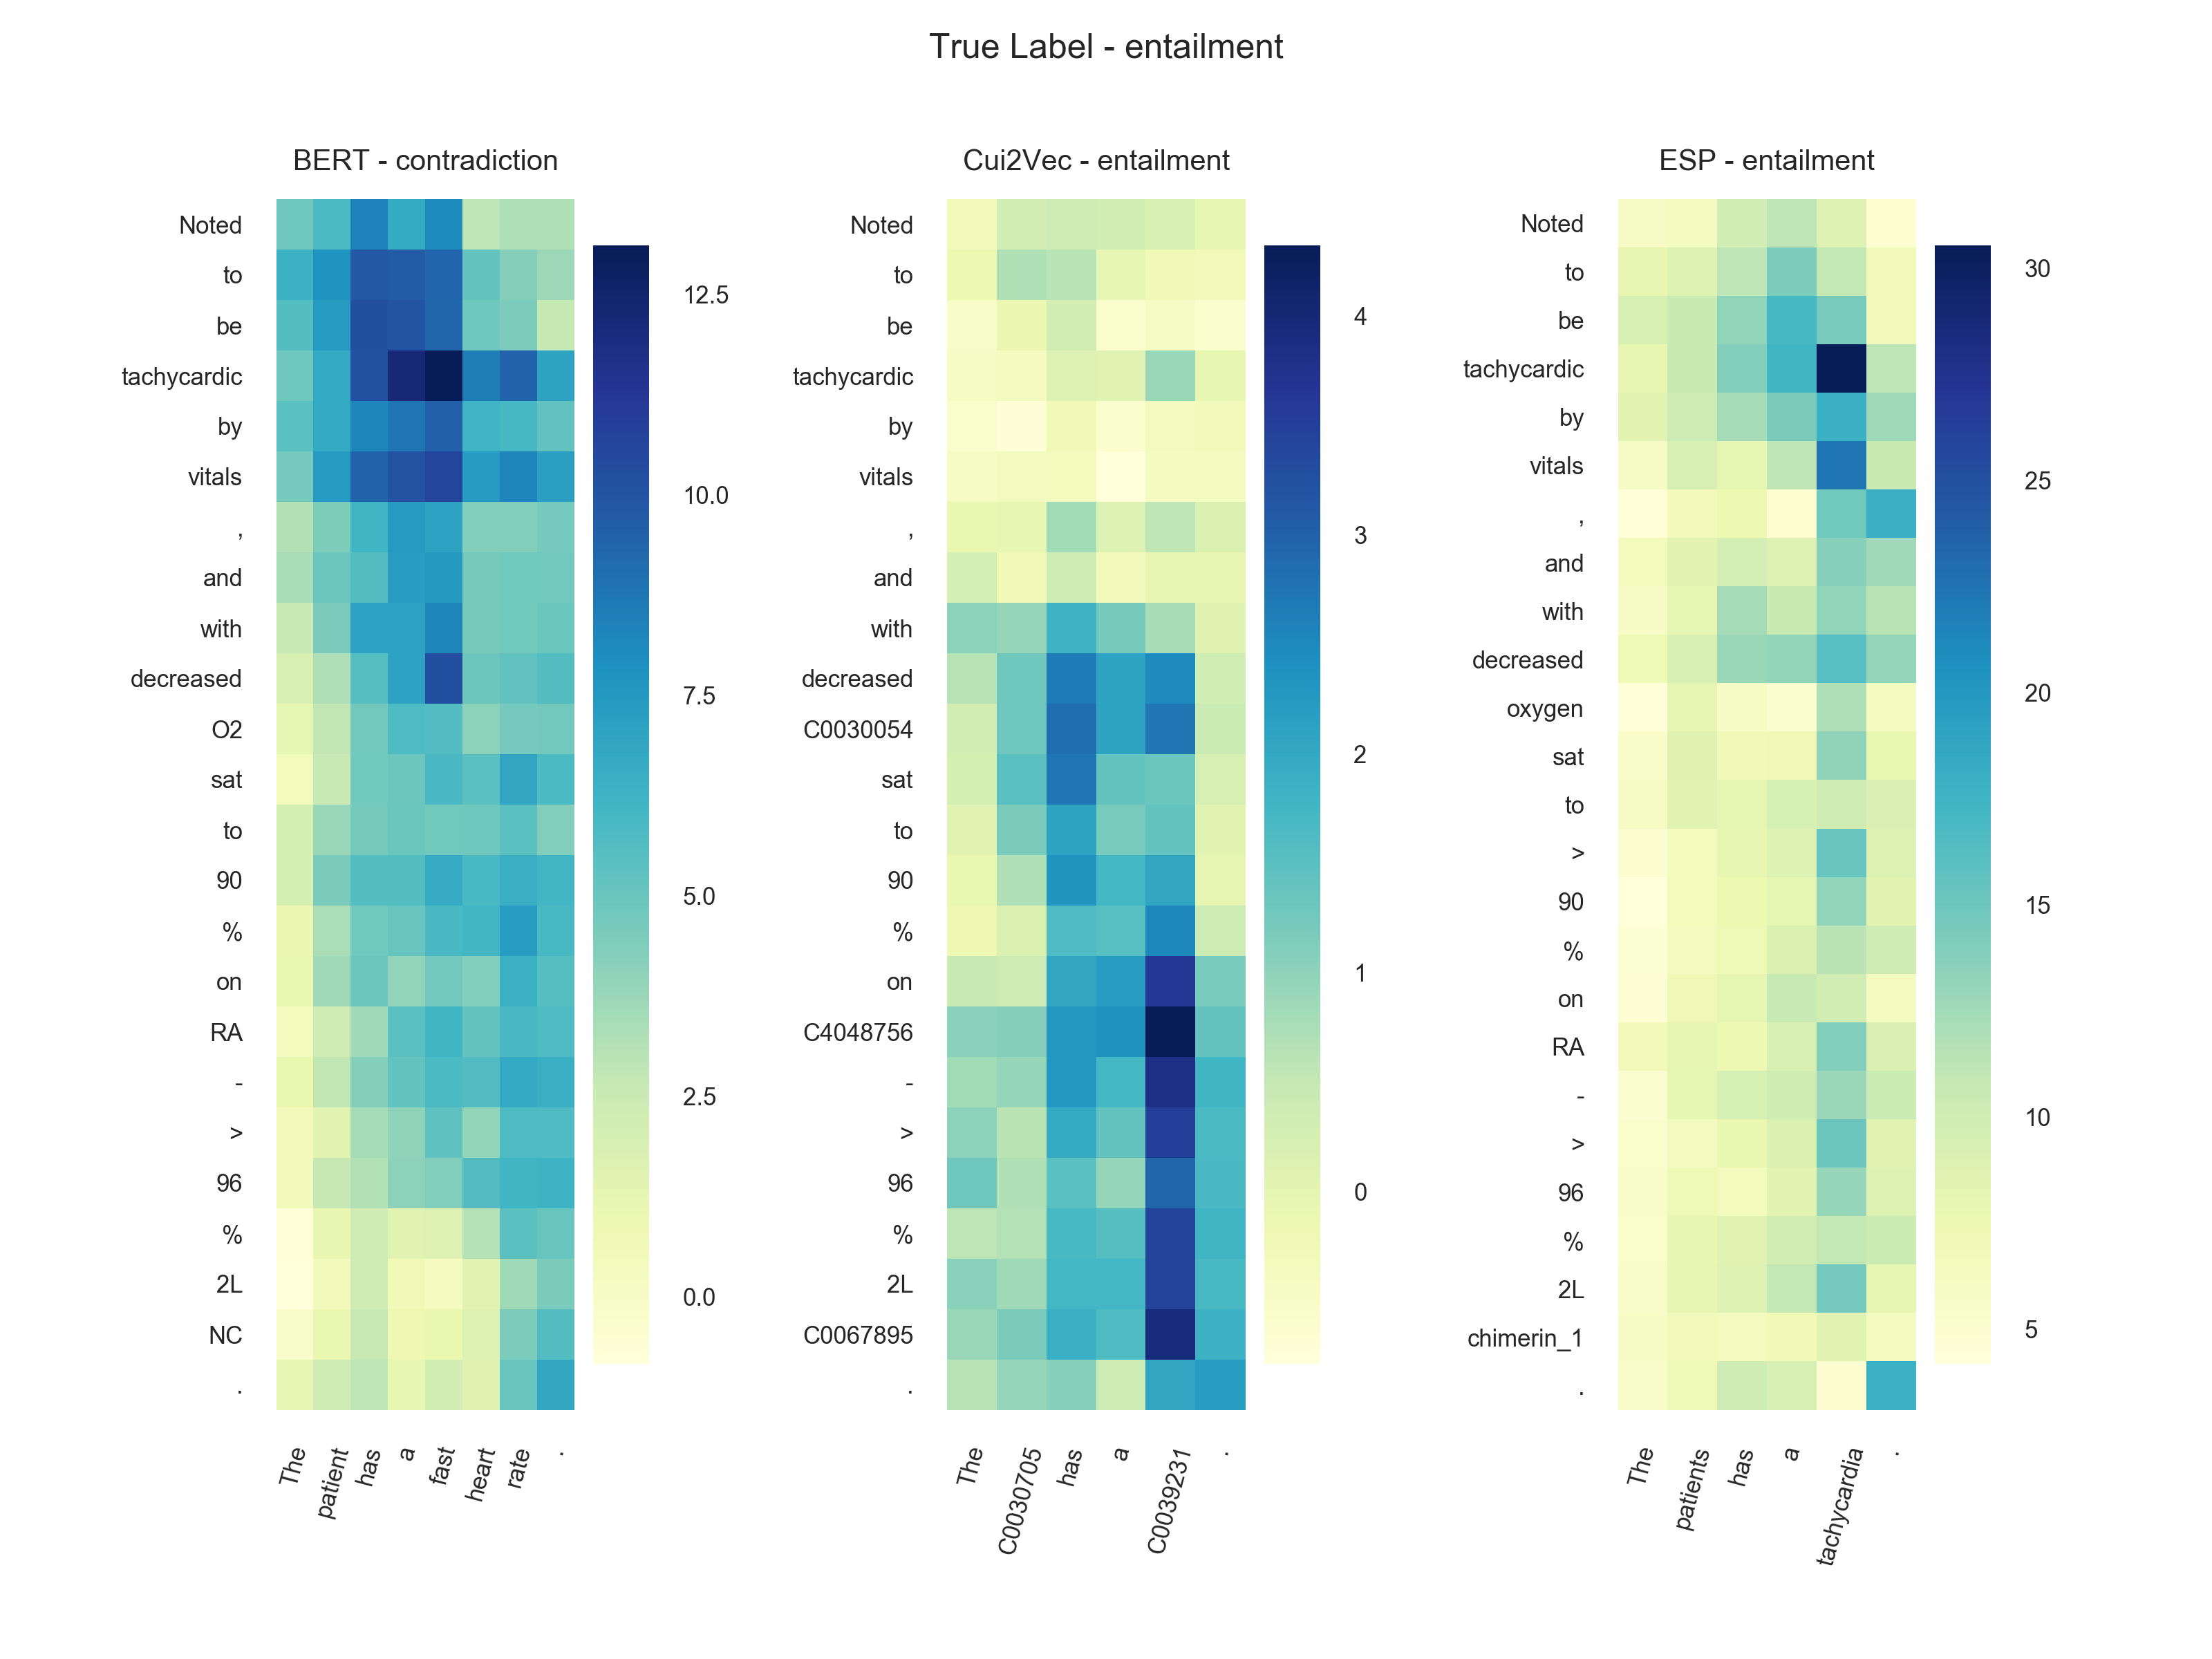 True Label - entailment
BERT - contradiction
Noted
to
be
tachycardic
by
vitals
,
and
with
decreased
O2
sat
to
90
%
on
RA
-
>
96
%
2L
NC
.
The
patient
has
a
fast
heart
rate
.
12.5
10.0
7.5
5.0
2.5
0.0
Cui2Vec - entailment
Noted
to
be
tachycardic
by
vitals
,
and
with
decreased
C0030054
sat
to
90
%
on
C4048756
-
>
96
%
2L
C0067895
.
The
C0030705
has
a
C0039231
.
4
3
2
1
0
ESP - entailment
Noted
to
be
tachycardic
by
vitals
,
and
with
decreased
oxygen
sat
to
>
90
%
on
RA
-
>
96
%
2L
chimerin_1
.
The
patients
has
a
tachycardia
.
30
25
20
15
10
5